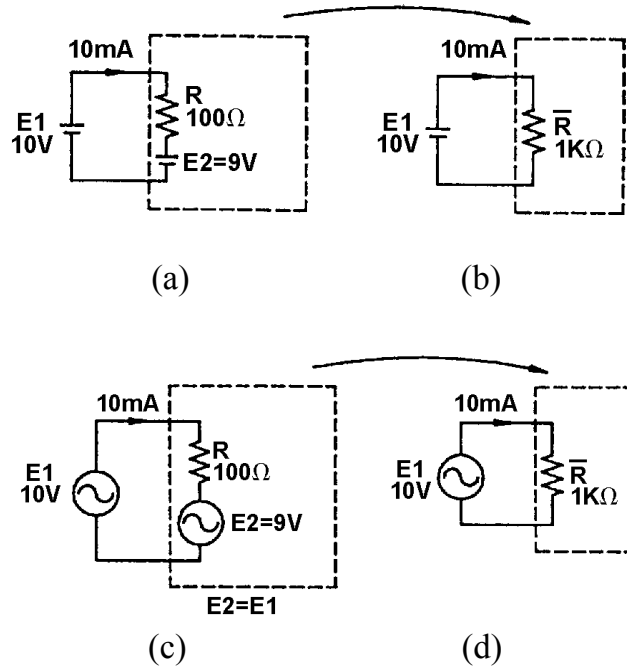 10mA
R
100Ω
E1
10V
E2=9V
10mA
E1
10V
R̅
1KΩ
(a)
(b)
10mA
R
100Ω
E1
10V
E2=9V
E2=E1
10mA
E1
10V
R̅
1KΩ
(c)
(d)